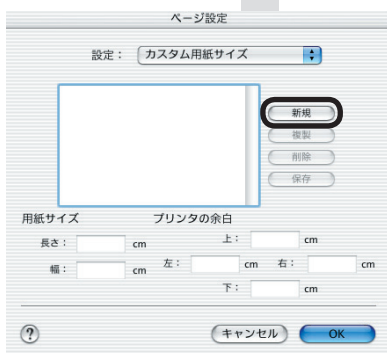 ページ設定
設定： カスタム用紙サイズ
新規
複製
削除
保存
用紙サイズ プリンタの余白
長さ： cm 上： cm
幅： cm 左： cm 右： cm
下： cm
? キャンセル OK